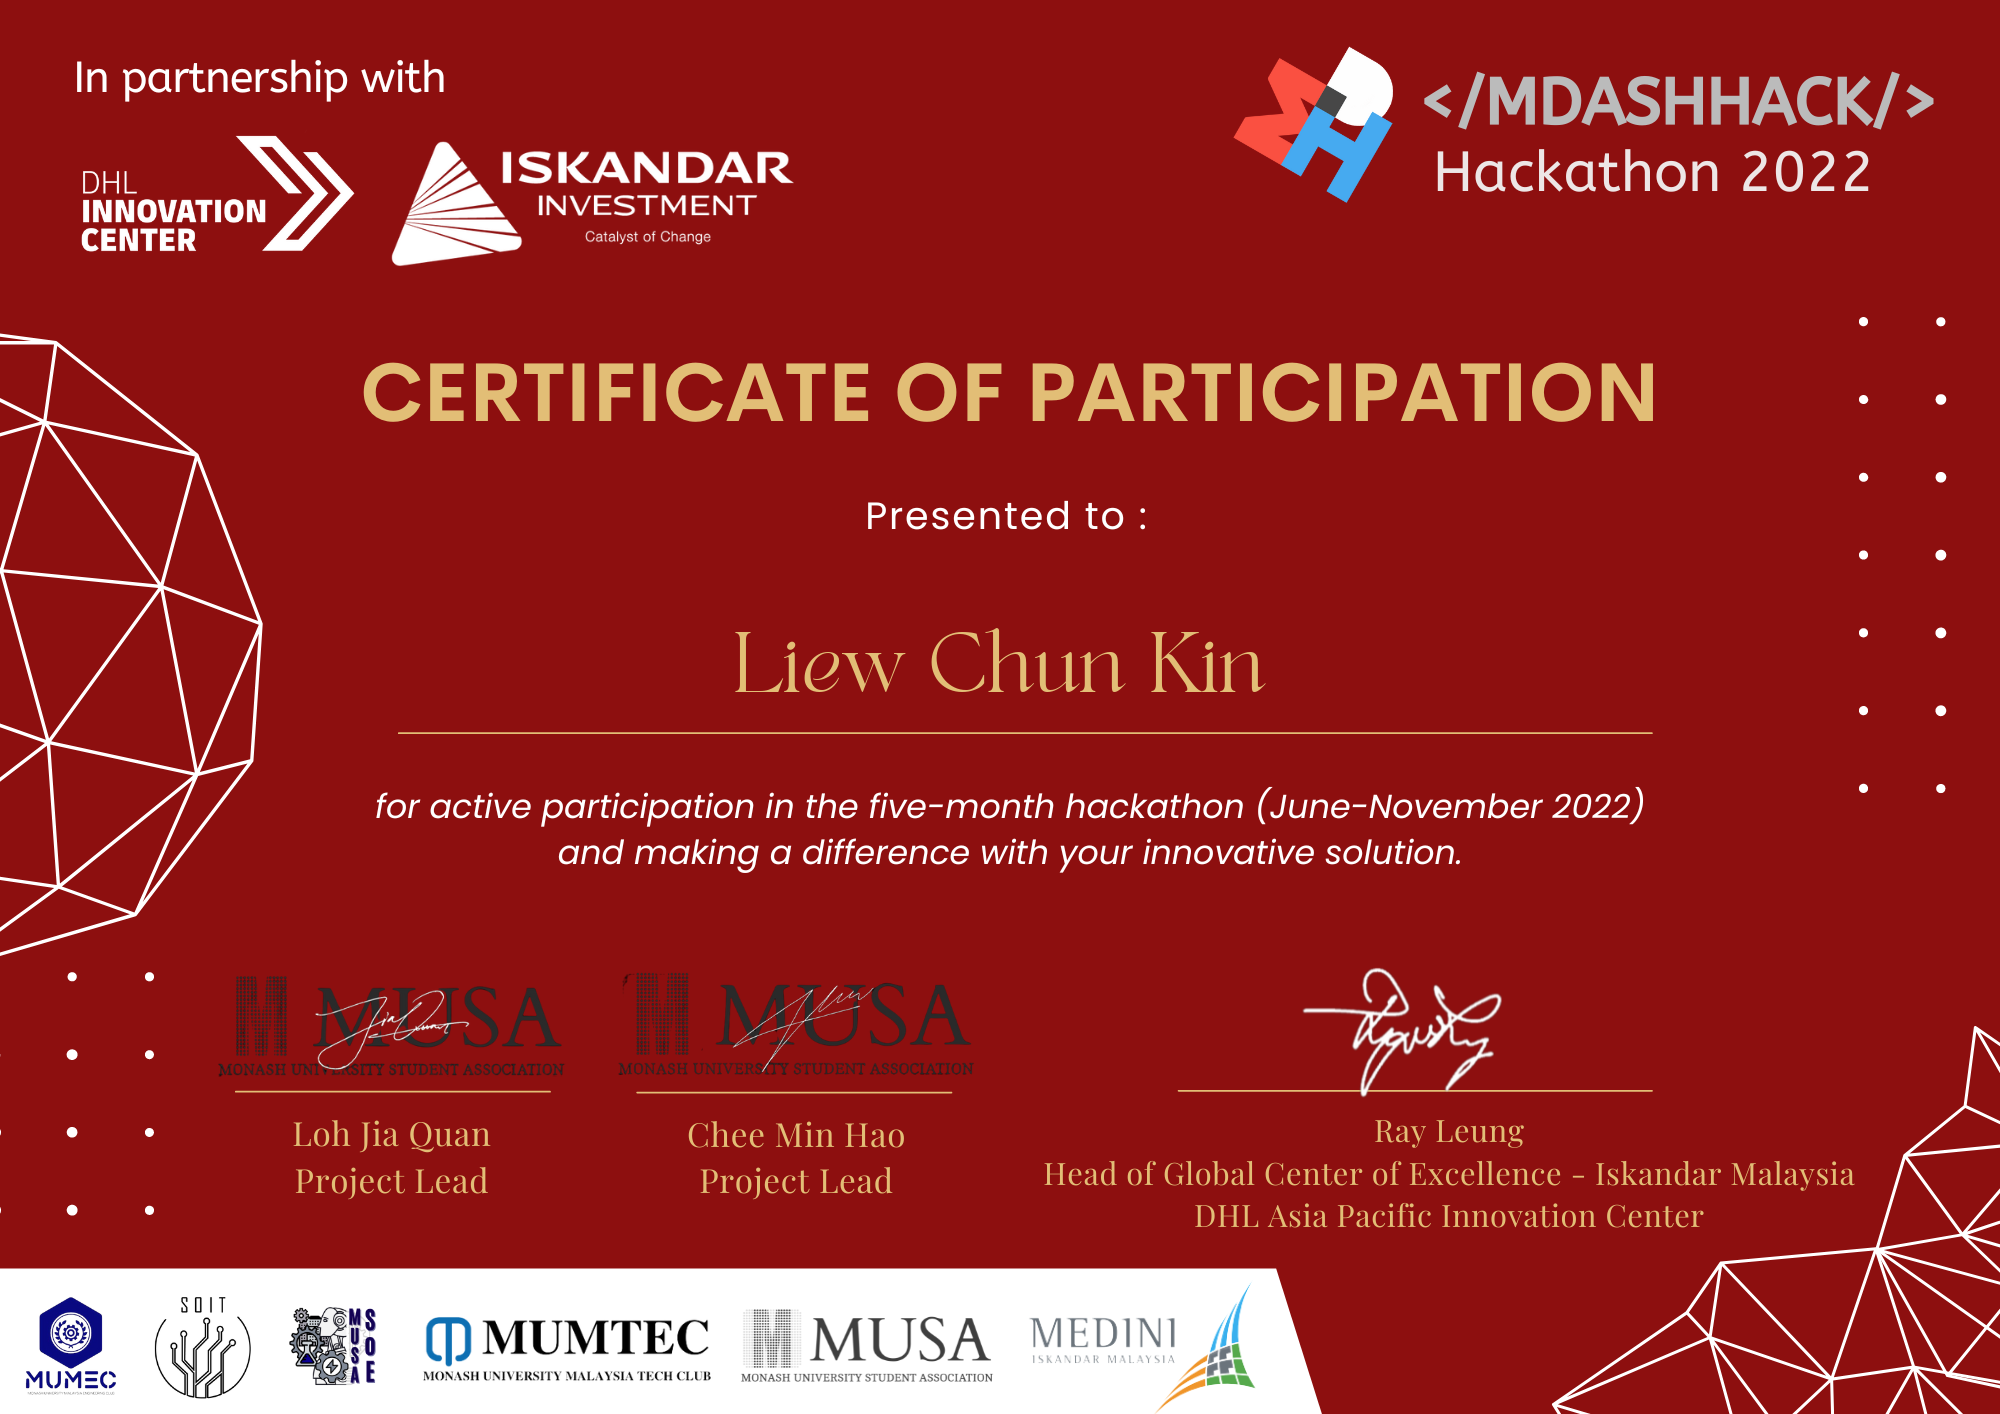 In partnership with
DHL
INNOVATION
CENTER
ISKANDAR
INVESTMENT
Catalyst of Change
</MDASHHACK/>
Hackathon 2022
CERTIFICATE OF PARTICIPATION
Presented to :
Liew Chun Kin
for active participation in the five-month hackathon (June-November 2022)
and making a difference with your innovative solution.
MUSA
MONASH UNIVERSITY STUDENT ASSOCIATION
Loh Jia Quan
Project Lead
MUSA
MONASH UNIVERSITY STUDENT ASSOCIATION
Chee Min Hao
Project Lead
Ray Leung
Head of Global Center of Excellence - Iskandar Malaysia
DHL Asia Pacific Innovation Center
MUMEC
SOIT
MUSA
SOE
MUMTEC
MONASH UNIVERSITY MALAYSIA TECH CLUB
MUSA
MONASH UNIVERSITY STUDENT ASSOCIATION
MEDINI
ISKANDAR MALAYSIA